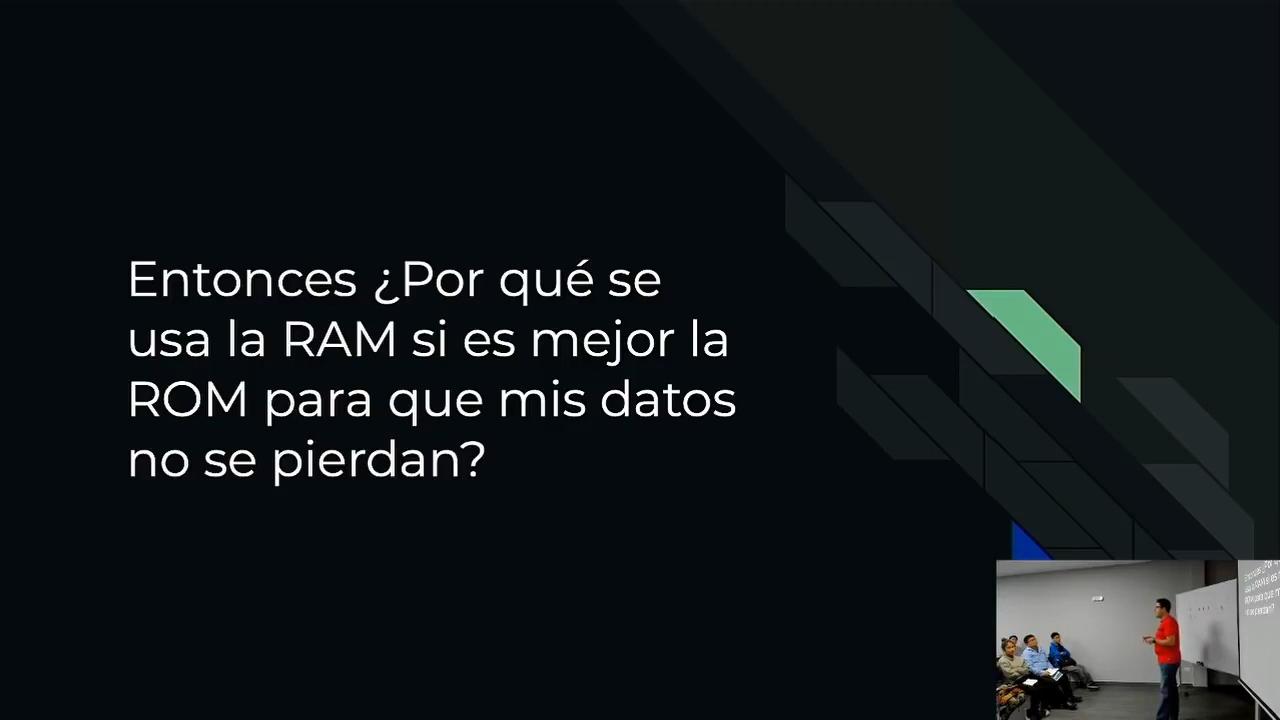 Entonces ¿Por qué se
usa la RAM si es mejor la
ROM para que mis datos
no se pierdan?